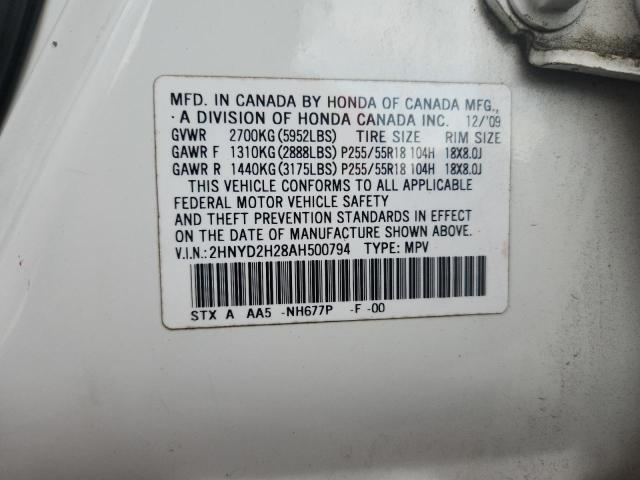 MFD. IN CANADA BY HONDA OF CANADA MFG.,
A DIVISION OF HONDA CANADA INC. 12/'09
GVWR 2700KG(5952LBS) TIRE SIZE RIM SIZE
GAWR F 1310KG(2888LBS) P255/55R18 104H 18X8.0J
GAWR R 1440KG(3175LBS) P255/55R18 104H 18X8.0J
THIS VEHICLE CONFORMS TO ALL APPLICABLE
FEDERAL MOTOR VEHICLE SAFETY
AND THEFT PREVENTION STANDARDS IN EFFECT
ON THE DATE OF MANUFACTURE SHOWN ABOVE.
V.I.N.: 2HNYD2H28AH500794 TYPE: MPV
STX A AA5 -NH677P -F -00